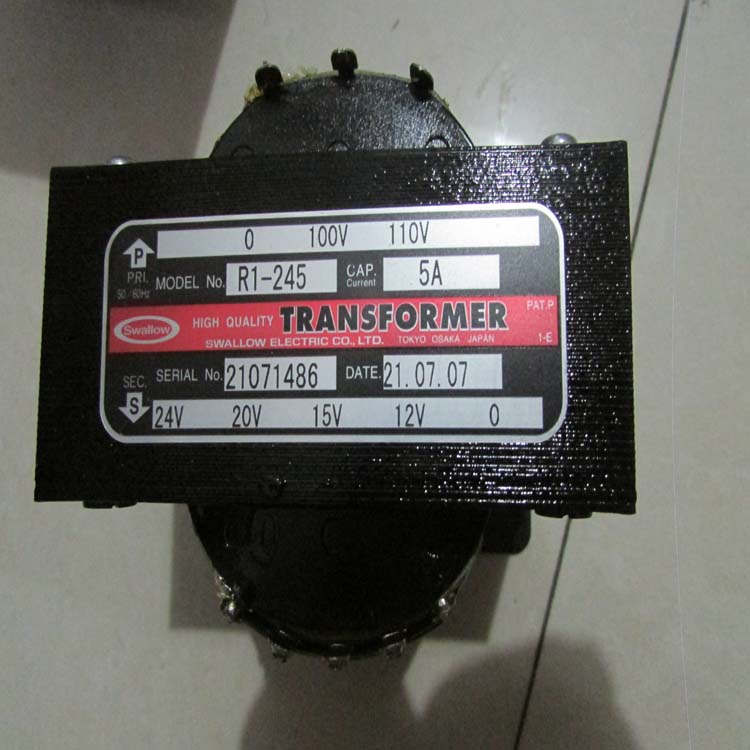 0 100V 110V
P
PRI.
50/60Hz
MODEL No. R1-245 CAP. Current 5A
Swallow HIGH QUALITY TRANSFORMER PAT.P
SWALLOW ELECTRIC CO., LTD. TOKYO OSAKA JAPAN 1-E
SEC. SERIAL No. 21071486 DATE. 21.07.07
S
24V 20V 15V 12V 0